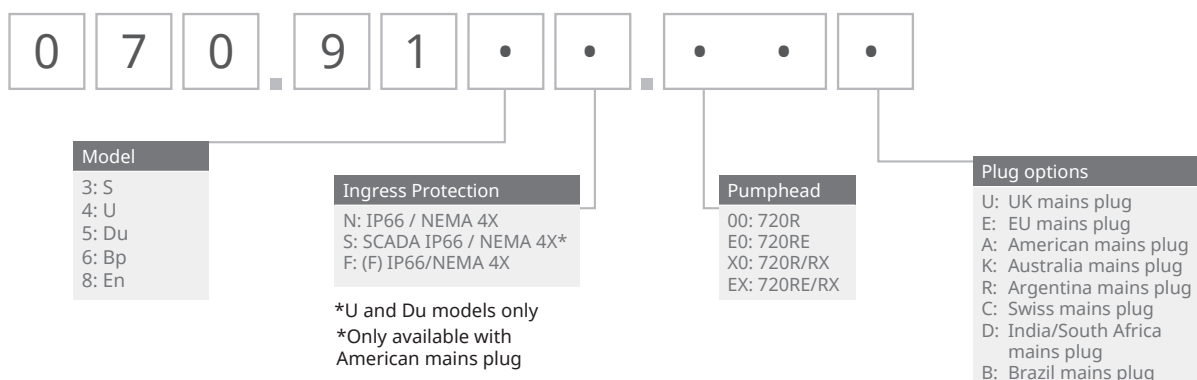 0 7 0 . 9 1 • • . • • •
Model
3: S
4: U
5: Du
6: Bp
8: En
Ingress Protection
N: IP66 / NEMA 4X
S: SCADA IP66 / NEMA 4X*
F: (F) IP66/NEMA 4X
*U and Du models only
*Only available with
American mains plug
Pumphead
00: 720R
E0: 720RE
X0: 720R/RX
EX: 720RE/RX
Plug options
U: UK mains plug
E: EU mains plug
A: American mains plug
K: Australia mains plug
R: Argentina mains plug
C: Swiss mains plug
D: India/South Africa
mains plug
B: Brazil mains plug